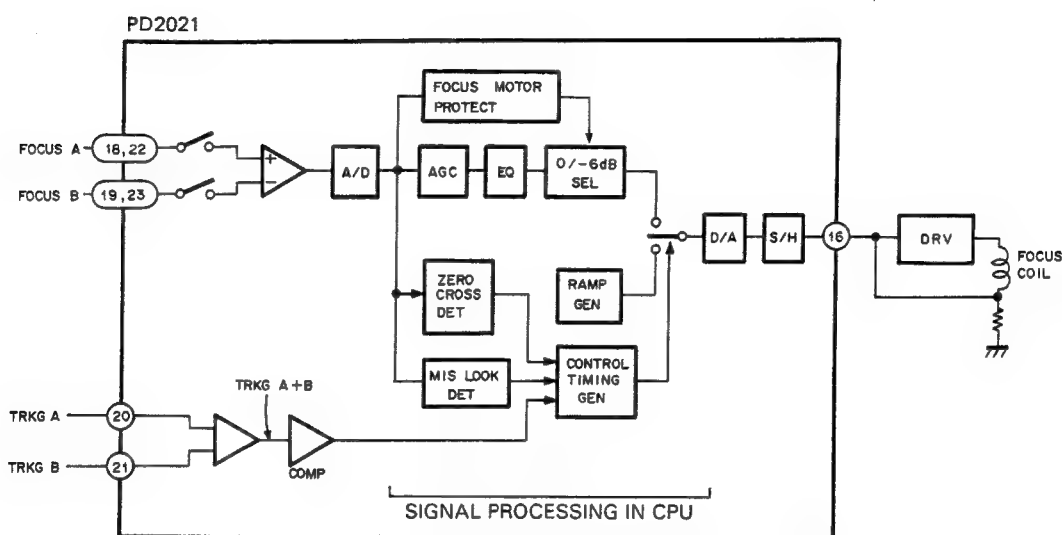 PD2021
FOCUS MOTOR
PROTECT
FOCUS A
18,22
FOCUS B
19,23
+
−
A/D
AGC
EQ
0/-6dB
SEL
D/A
S/H
16
DRV
FOCUS
COIL
ZERO
CROSS
DET
RAMP
GEN
MIS LOOK
DET
CONTROL
TIMING
GEN
TRKG A+B
TRKG A
20
TRKG B
21
COMP
SIGNAL PROCESSING IN CPU